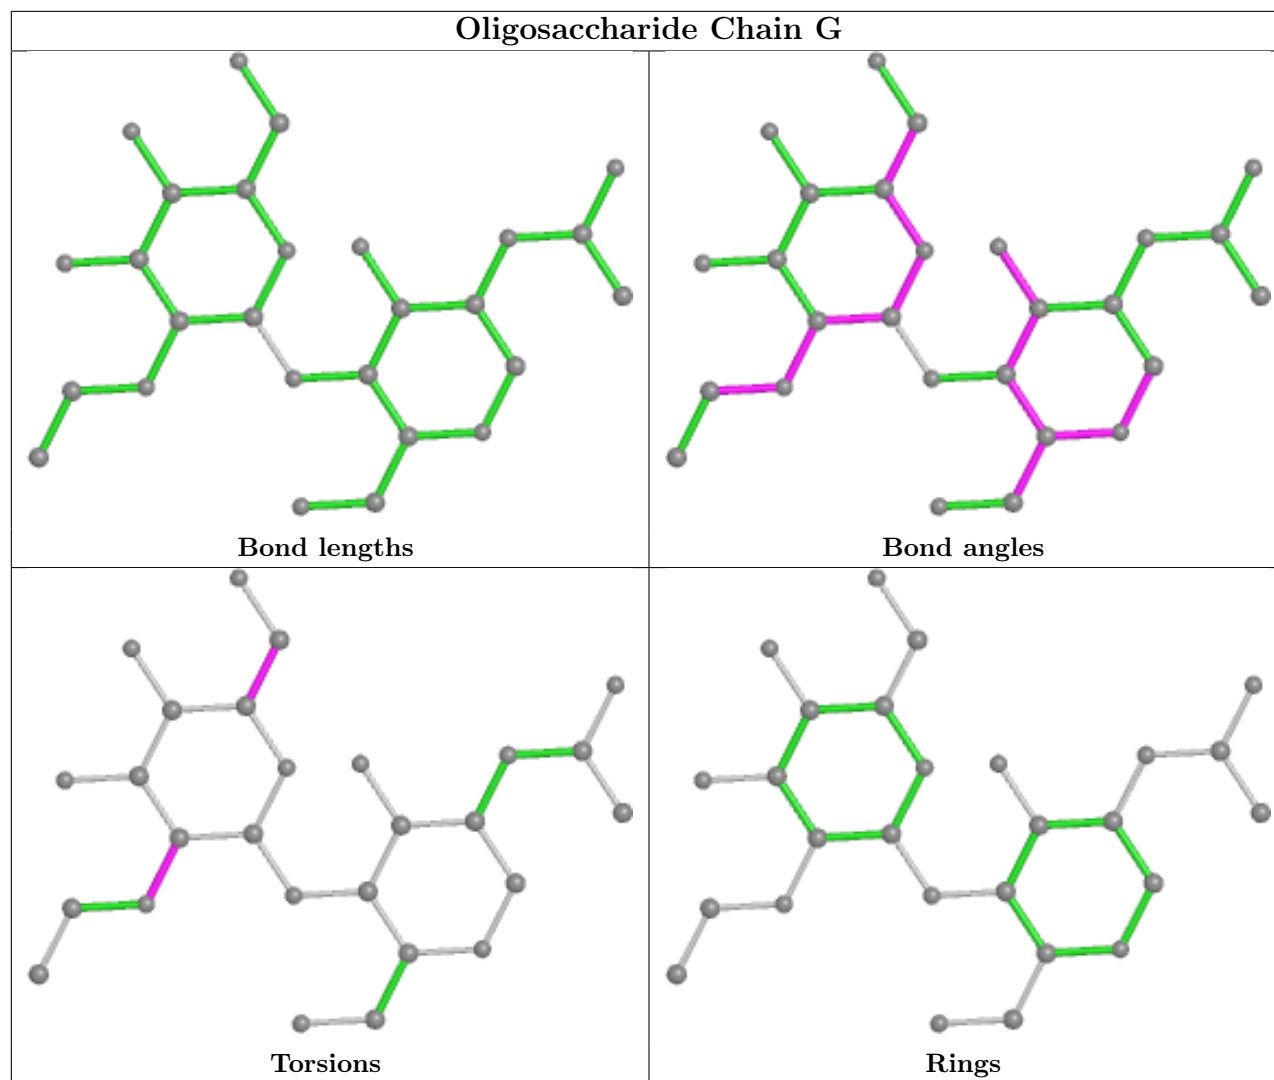 Oligosaccharide Chain G
Bond lengths
Bond angles
Torsions
Rings